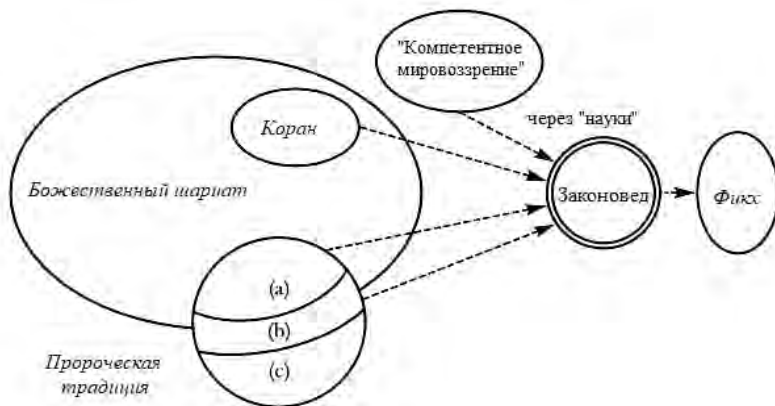 "Компетентное
мировоззрение"
через "науки"
Коран
Божественный шариат
Законовед
Фикх
(a)
(b)
(c)
Пророческая
традиция